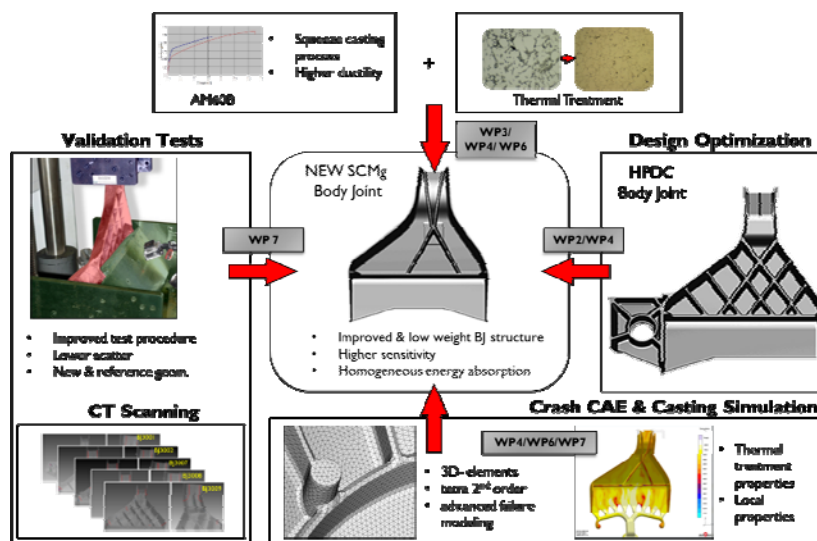 • Squeeze casting
process
• Higher ductility
AM60B
+
Thermal Treatment
Validation Tests
WP3/
WP4/ WP6
Design Optimization
NEW SCMg
Body Joint
HPDC
Body Joint
WP 7
WP2/WP4
• Improved test procedure
• Lower scatter
• New & reference geom.
• Improved & low weight BJ structure
• Higher sensitivity
• Homogeneous energy absorption
CT Scanning
Crash CAE & Casting Simulation
WP4/WP6/WP7
• 3D-elements
• tetra 2nd order
• advanced failure
modeling
• Thermal
treatment
properties
• Local
properties